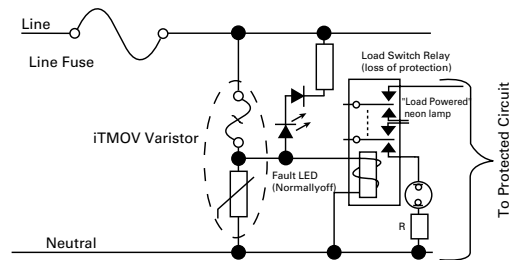 Line
Line Fuse
Load Switch Relay
(loss of protection)
"Load Powered"
neon lamp
iTMOV Varistor
Fault LED
(Normallyoff)
R
Neutral
To Protected Circuit